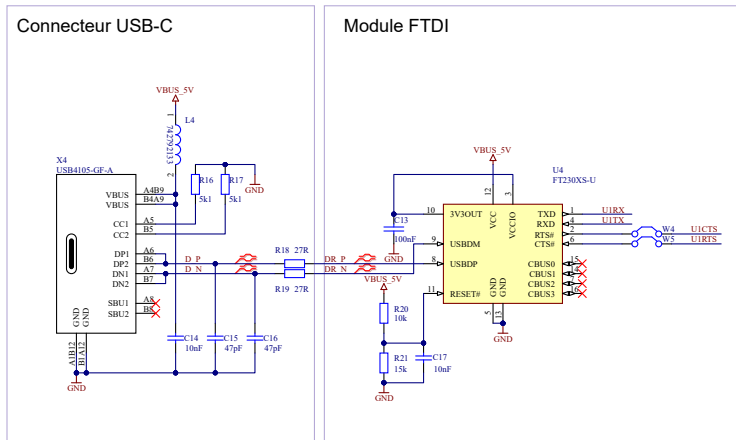 Connecteur USB-C
Module FTDI
VBUS_5V
1
L4
742792133
2
X4
USB4105-GF-A
R16
5k1
R17
5k1
GND
VBUS
A4B9
VBUS
B4A9
CC1
A5
CC2
B5
DP1
A6
DP2
B6
DN1
A7
DN2
B7
SBU1
A8
SBU2
B8
GND
GND
A1B12
B1A12
GND
D_P
D_N
R18 27R
R19 27R
DR_P
DR_N
C14
10nF
C15
47pF
C16
47pF
VBUS_5V
U4
FT230XS-U
C13
100nF
GND
12
3
VCC
VCCIO
10
3V3OUT
9
USBDM
8
USBDP
11
RESET#
TXD
1
U1RX
RXD
4
U1TX
RTS#
2
W4
U1CTS
CTS#
6
W5
U1RTS
CBUS0
15
CBUS1
14
CBUS2
7
CBUS3
16
GND
GND
5
13
GND
VBUS_5V
R20
10k
R21
15k
C17
10nF
GND